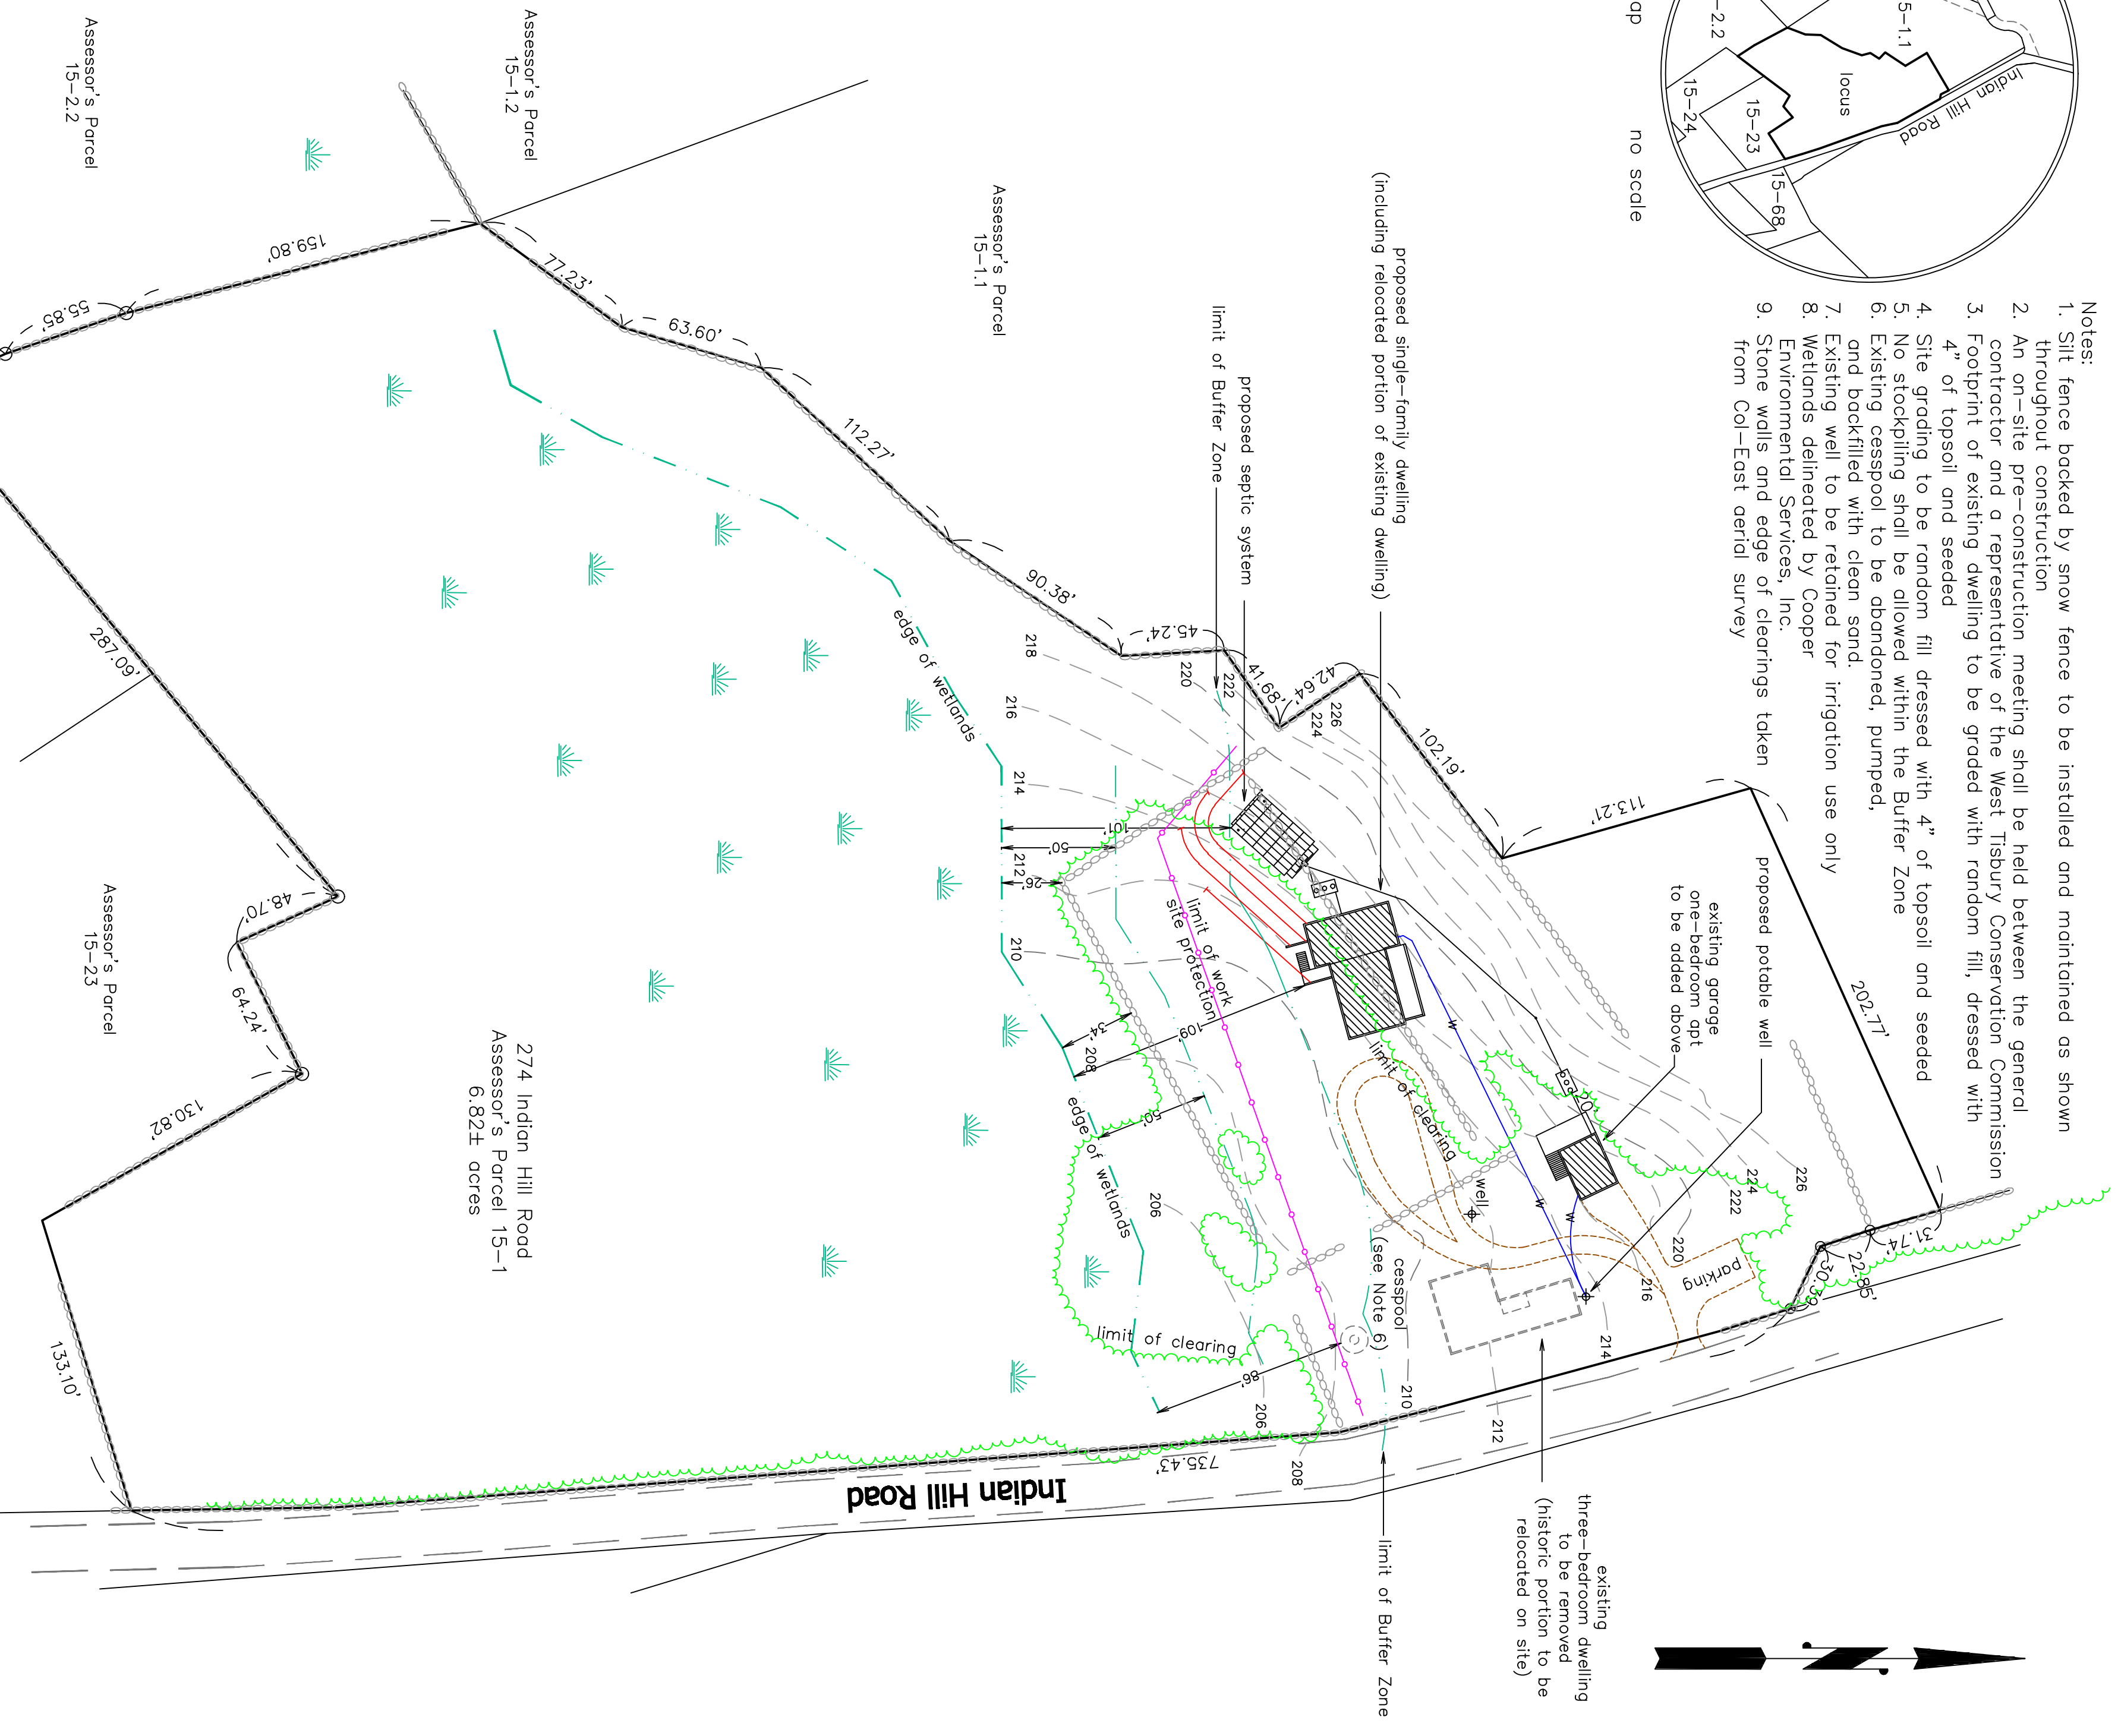 Notes:
1. Silt fence backed by snow fence to be installed and maintained as shown
throughout construction
2. An on-site pre-construction meeting shall be held between the general
contractor and a representative of the West Tisbury Conservation Commission
3. Footprint of existing dwelling to be graded with random fill, dressed with
4" of topsoil and seeded
4. Site grading to be random fill dressed with 4" of topsoil and seeded
5. No stockpiling shall be allowed within the Buffer Zone
6. Existing cesspool to be abandoned, pumped,
and backfilled with clean sand.
7. Existing well to be retained for irrigation use only
8. Wetlands delineated by Cooper
Environmental Services, Inc.
9. Stone walls and edge of clearings taken
from Col-East aerial survey
5-1.1
-2.2
locus
Indian Hill Road
15-23
15-24
15-68
ap
no scale
proposed single-family dwelling
(including relocated portion of existing dwelling)
proposed septic system
limit of Buffer Zone
proposed potable well
existing garage
one-bedroom apt
to be added above
existing
three-bedroom dwelling
to be removed
(historic portion to be
relocated on site)
limit of Buffer Zone
Assessor's Parcel
15-1.1
Assessor's Parcel
15-1.2
Assessor's Parcel
15-2.2
Assessor's Parcel
15-23
274 Indian Hill Road
Assessor's Parcel 15-1
6.82± acres
Indian Hill Road
edge of wetlands
edge of wetlands
limit of work
site protection
limit of clearing
limit of clearing
well
cesspool
(see Note 6)
parking
w
w
w
20'
202.77'
113.21'
102.19'
42.64'
41.68'
45.24'
90.38'
112.27'
63.60'
77.23'
159.80'
55.85'
287.09'
48.70'
64.24'
130.82'
133.10'
735.43'
31.74'
22.85'
101'
50'
26'
34'
109'
50'
86'
226
224
222
220
218
216
214
212
210
208
206
206
208
210
212
214
216
220
222
224
226